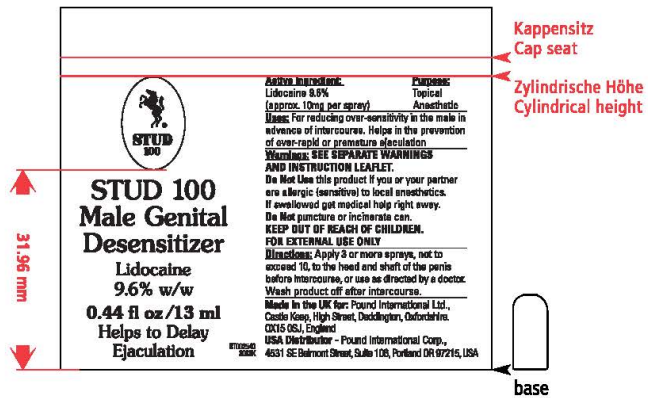 Kappensitz
Cap seat
Zylindrische Höhe
Cylindrical height
STUD
100
31.96 mm
STUD 100
Male Genital
Desensitizer
Lidocaine
9.6% w/w
0.44 fl oz/13 ml
Helps to Delay
Ejaculation
Active Ingredient: Purpose:
Lidocaine 9.6% Topical
(approx. 10mg per spray) Anesthetic
Uses: For reducing over-sensitivity in the male in
advance of intercourse. Helps in the prevention
of over-rapid or premature ejaculation
Warnings: SEE SEPARATE WARNINGS
AND INSTRUCTION LEAFLET.
Do Not Use this product if you or your partner
are allergic (sensitive) to local anesthetics.
If swallowed get medical help right away.
Do Not puncture or incinerate can.
KEEP OUT OF REACH OF CHILDREN.
FOR EXTERNAL USE ONLY
Directions: Apply 3 or more sprays, not to
exceed 10, to the head and shaft of the penis
before intercourse, or use as directed by a doctor.
Wash product off after intercourse.
Made in the UK for: Pound International Ltd.,
Castle Keep, High Street, Deddington, Oxfordshire.
OX15 0SJ, England
USA Distributor - Pound International Corp.,
4531 SE Belmont Street, Suite 106, Portland OR 97215, USA
base